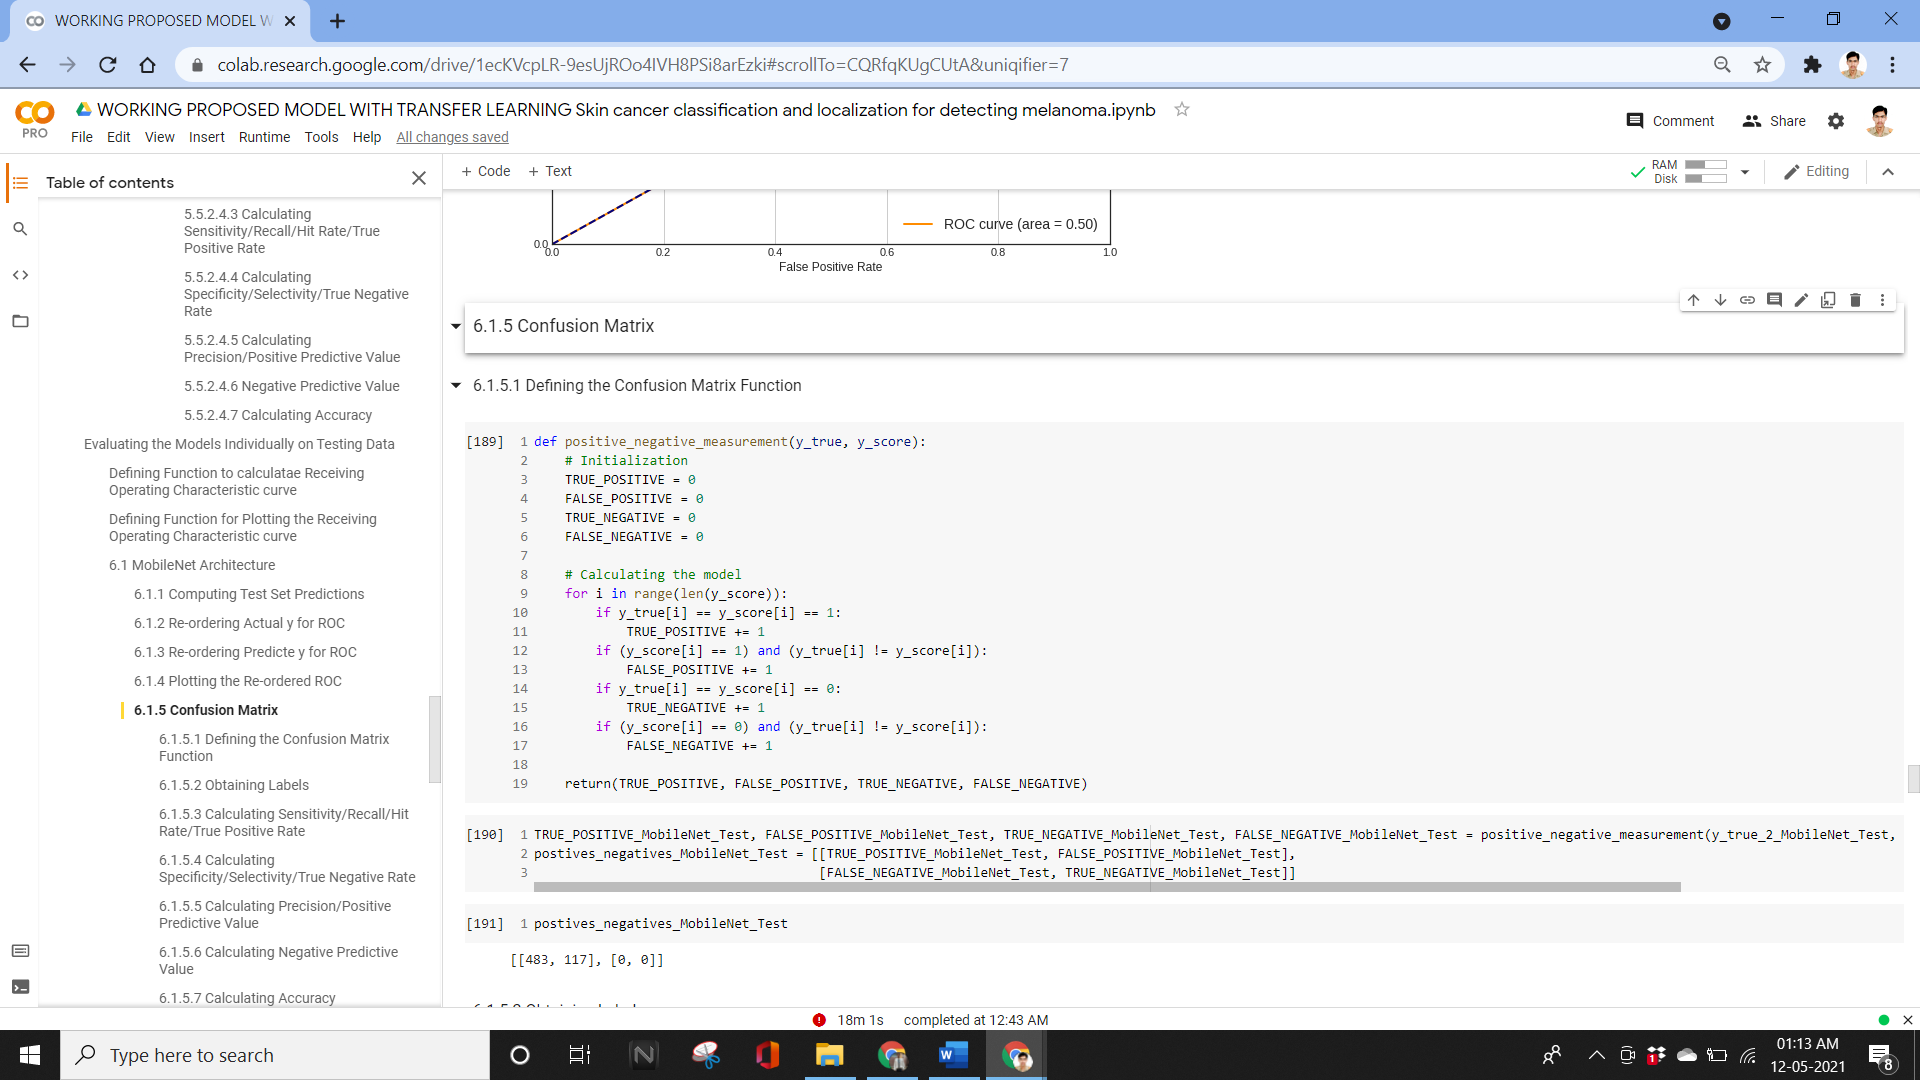 WORKING PROPOSED MODEL W
colab.research.google.com/drive/1ecKVcpLR-9esUjROo4IVH8PSi8arEzki#scrollTo=CQRfqKUgCUtA&uniqifier=7
WORKING PROPOSED MODEL WITH TRANSFER LEARNING Skin cancer classification and localization for detecting melanoma.ipynb
PRO
File Edit View Insert Runtime Tools Help All changes saved
Comment Share
Table of contents
+ Code + Text
RAM
Disk
Editing
5.5.2.4.3 Calculating
Sensitivity/Recall/Hit Rate/True
Positive Rate
5.5.2.4.4 Calculating
Specificity/Selectivity/True Negative
Rate
5.5.2.4.5 Calculating
Precision/Positive Predictive Value
5.5.2.4.6 Negative Predictive Value
5.5.2.4.7 Calculating Accuracy
Evaluating the Models Individually on Testing Data
Defining Function to calculatae Receiving
Operating Characteristic curve
Defining Function for Plotting the Receiving
Operating Characteristic curve
6.1 MobileNet Architecture
6.1.1 Computing Test Set Predictions
6.1.2 Re-ordering Actual y for ROC
6.1.3 Re-ordering Predicte y for ROC
6.1.4 Plotting the Re-ordered ROC
6.1.5 Confusion Matrix
6.1.5.1 Defining the Confusion Matrix
Function
6.1.5.2 Obtaining Labels
6.1.5.3 Calculating Sensitivity/Recall/Hit
Rate/True Positive Rate
6.1.5.4 Calculating
Specificity/Selectivity/True Negative Rate
6.1.5.5 Calculating Precision/Positive
Predictive Value
6.1.5.6 Calculating Negative Predictive
Value
6.1.5.7 Calculating Accuracy
ROC curve (area = 0.50)
0.0
0.0 0.2 0.4 0.6 0.8 1.0
False Positive Rate
6.1.5 Confusion Matrix
6.1.5.1 Defining the Confusion Matrix Function
[189] 1 def positive_negative_measurement(y_true, y_score):
2 # Initialization
3 TRUE_POSITIVE = 0
4 FALSE_POSITIVE = 0
5 TRUE_NEGATIVE = 0
6 FALSE_NEGATIVE = 0
7
8 # Calculating the model
9 for i in range(len(y_score)):
10 if y_true[i] == y_score[i] == 1:
11 TRUE_POSITIVE += 1
12 if (y_score[i] == 1) and (y_true[i] != y_score[i]):
13 FALSE_POSITIVE += 1
14 if y_true[i] == y_score[i] == 0:
15 TRUE_NEGATIVE += 1
16 if (y_score[i] == 0) and (y_true[i] != y_score[i]):
17 FALSE_NEGATIVE += 1
18
19 return(TRUE_POSITIVE, FALSE_POSITIVE, TRUE_NEGATIVE, FALSE_NEGATIVE)
[190] 1 TRUE_POSITIVE_MobileNet_Test, FALSE_POSITIVE_MobileNet_Test, TRUE_NEGATIVE_MobileNet_Test, FALSE_NEGATIVE_MobileNet_Test = positive_negative_measurement(y_true_2_MobileNet_Test,
2 postives_negatives_MobileNet_Test = [[TRUE_POSITIVE_MobileNet_Test, FALSE_POSITIVE_MobileNet_Test],
3 [FALSE_NEGATIVE_MobileNet_Test, TRUE_NEGATIVE_MobileNet_Test]]
[191] 1 postives_negatives_MobileNet_Test
[[483, 117], [0, 0]]
18m 1s completed at 12:43 AM
Type here to search
01:13 AM
12-05-2021
8